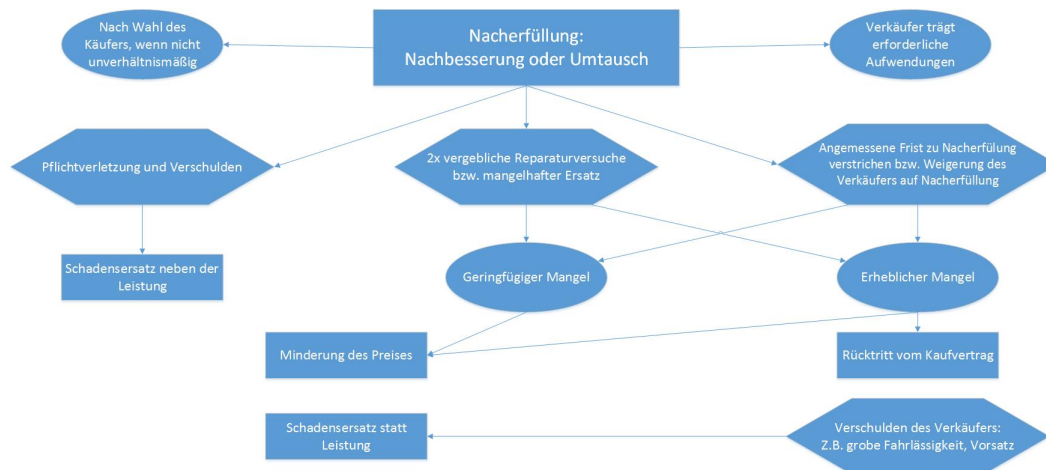 Nach Wahl des
Käufers, wenn nicht
unverhältnismäßig
Nacherfüllung:
Nachbesserung oder Umtausch
Verkäufer trägt
erforderliche
Aufwendungen
Pflichtverletzung und Verschulden
2x vergebliche Reparaturversuche
bzw. mangelhafter Ersatz
Angemessene Frist zu Nacherfülung
verstrichen bzw. Weigerung des
Verkäufers auf Nacherfüllung
Schadensersatz neben der
Leistung
Geringfügiger Mangel
Erheblicher Mangel
Minderung des Preises
Rücktritt vom Kaufvertrag
Schadensersatz statt
Leistung
Verschulden des Verkäufers:
Z.B. grobe Fahrlässigkeit, Vorsatz